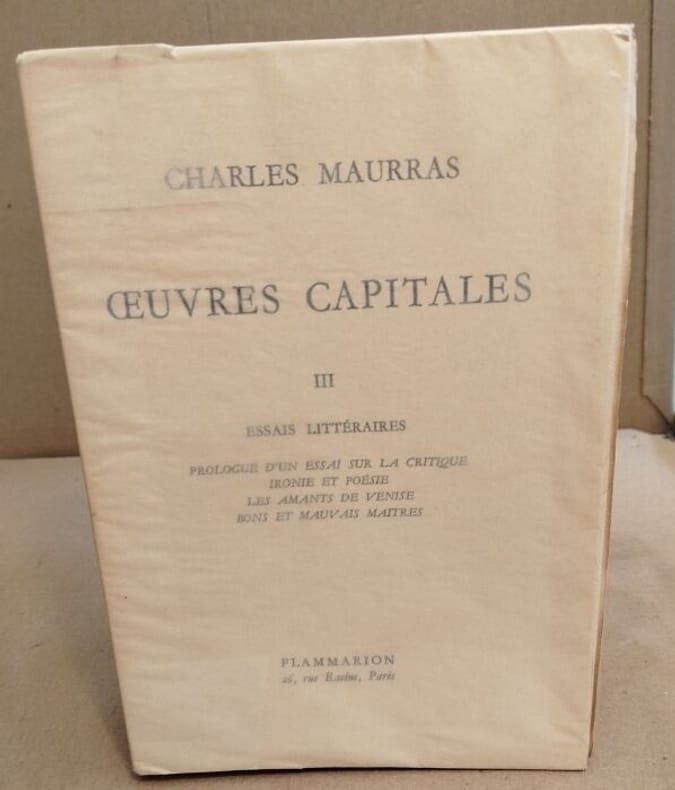 CHARLES MAURRAS
ŒUVRES CAPITALES
III
ESSAIS LITTÉRAIRES
PROLOGUE D'UN ESSAI SUR LA CRITIQUE
IRONIE ET POÉSIE
LES AMANTS DE VENISE
BONS ET MAUVAIS MAITRES
FLAMMARION
26, rue Racine, Paris